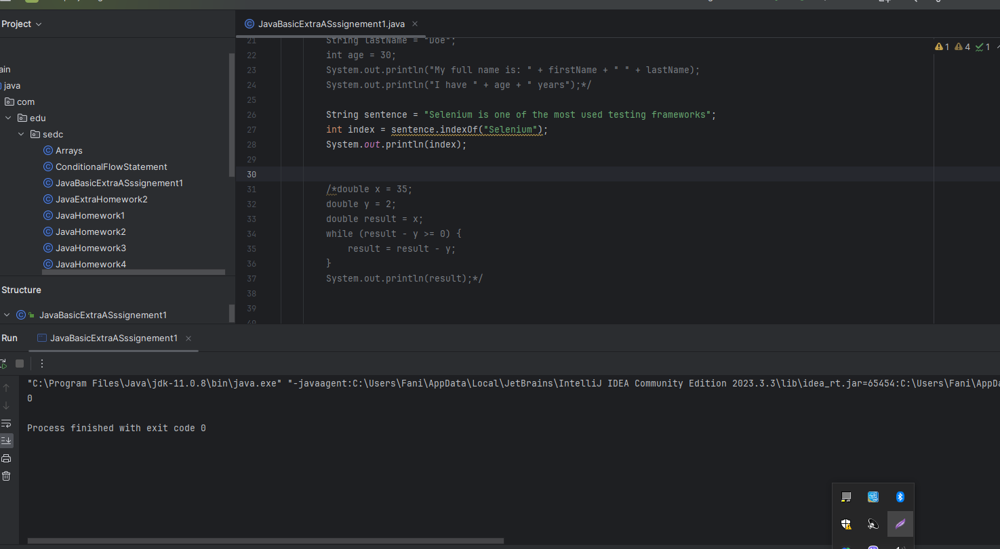 Project
JavaBasicExtraASssignement1.java
ain
java
com
edu
sedc
Arrays
ConditionalFlowStatement
JavaBasicExtraASssignement1
JavaExtraHomework2
JavaHomework1
JavaHomework2
JavaHomework3
JavaHomework4
Structure
JavaBasicExtraASssignement1
1 4 1
21 String lastName = "Doe";
22 int age = 30;
23 System.out.println("My full name is: " + firstName + " " + lastName);
24 System.out.println("I have " + age + " years");*/
25
26 String sentence = "Selenium is one of the most used testing frameworks";
27 int index = sentence.indexOf("Selenium");
28 System.out.println(index);
29
30
31 /*double x = 35;
32 double y = 2;
33 double result = x;
34 while (result - y >= 0) {
35 result = result - y;
36 }
37 System.out.println(result);*/
38
39
40
Run
JavaBasicExtraASssignement1
"C:\Program Files\Java\jdk-11.0.8\bin\java.exe" "-javaagent:C:\Users\Fani\AppData\Local\JetBrains\IntelliJ IDEA Community Edition 2023.3.3\lib\idea_rt.jar=65454:C:\Users\Fani\AppDa
0
Process finished with exit code 0